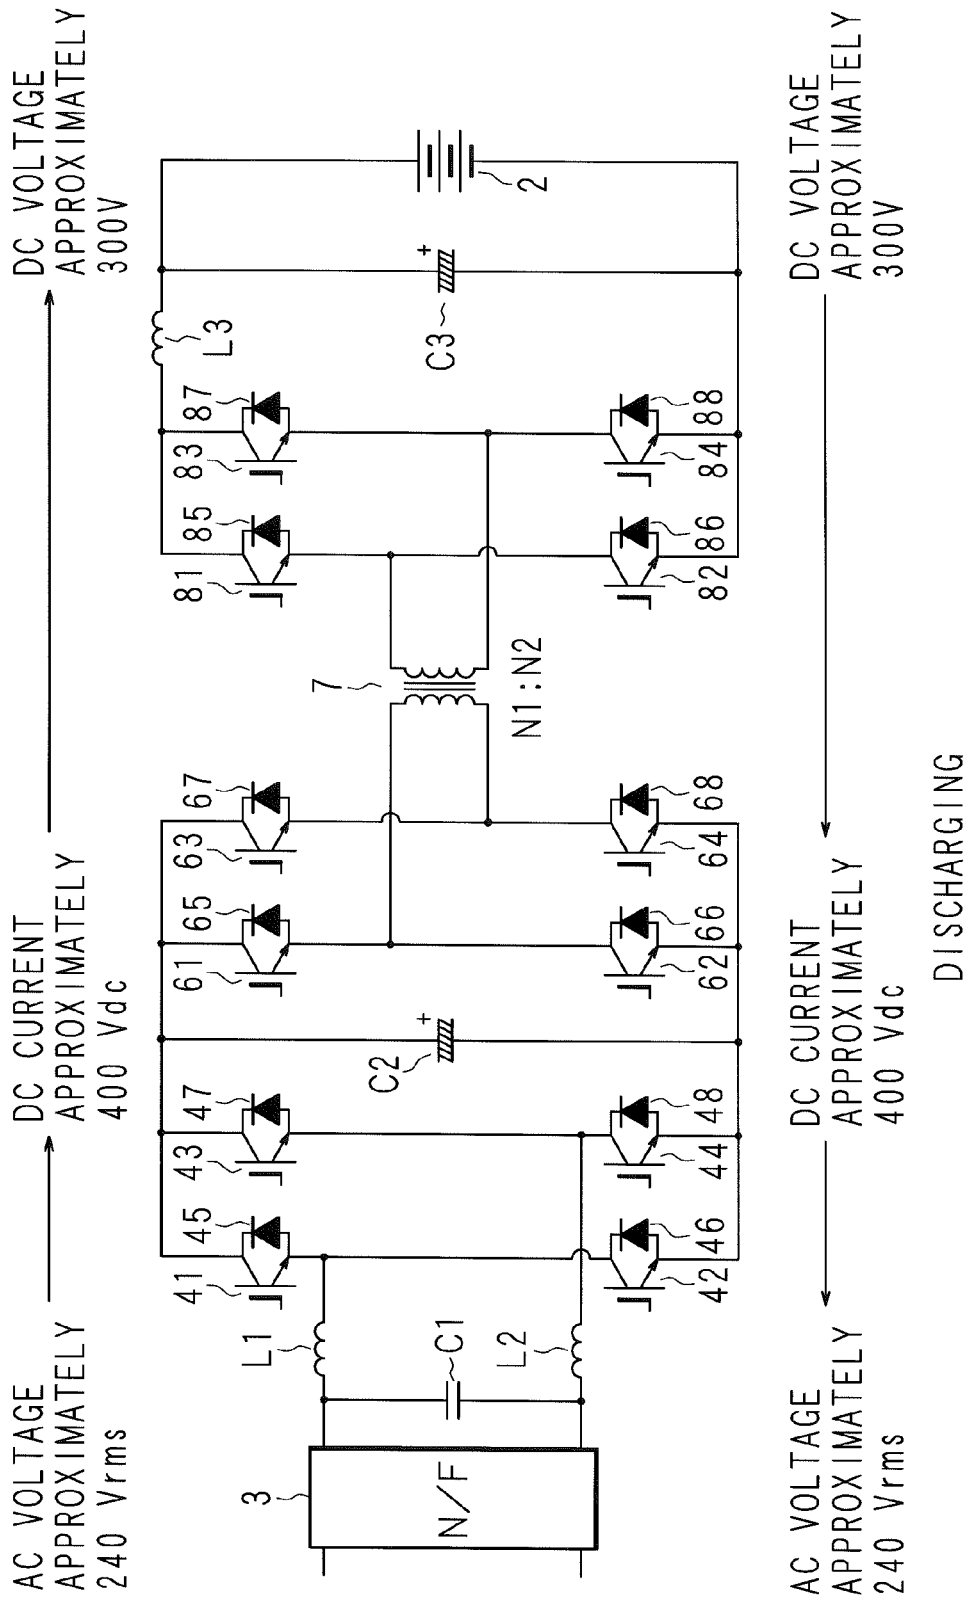 AC VOLTAGE
APPROXIMATELY
240 Vrms
DC CURRENT
APPROXIMATELY
400 Vdc
DC VOLTAGE
APPROXIMATELY
300V
3
N/F
L1
C1
L2
41
45
43
47
42
46
44
48
C2
+
61
65
63
67
62
66
64
68
7
N1:N2
81
85
83
87
82
86
84
88
L3
C3
+
2
AC VOLTAGE
APPROXIMATELY
240 Vrms
DC CURRENT
APPROXIMATELY
400 Vdc
DC VOLTAGE
APPROXIMATELY
300V
DISCHARGING